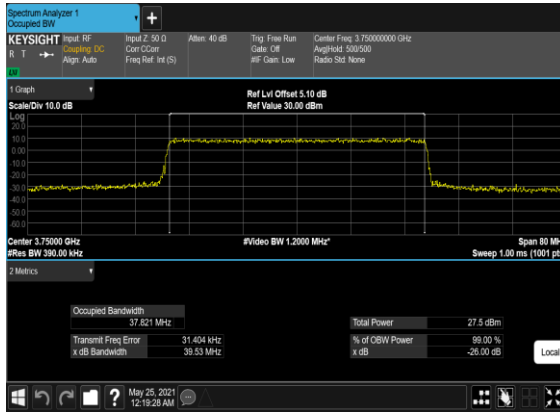 Spectrum Analyzer 1
Occupied BW
+
KEYSIGHT
R T
LXI
Input: RF
Coupling: DC
Align: Auto
Input Z: 50 Ω
Corr CCorr
Freq Ref: Int (S)
Atten: 40 dB
Trig: Free Run
Gate: Off
#IF Gain: Low
Center Freq: 3.750000000 GHz
Avg|Hold: 500/500
Radio Std: None
1 Graph
Scale/Div 10.0 dB
Ref Lvl Offset 5.10 dB
Ref Value 30.00 dBm
Log
20.0
10.0
0.00
-10.0
-20.0
-30.0
-40.0
-50.0
-60.0
Center 3.75000 GHz
#Res BW 390.00 kHz
#Video BW 1.2000 MHz*
Span 80 MH
Sweep 1.00 ms (1001 pt
2 Metrics
Occupied Bandwidth
37.821 MHz
Transmit Freq Error 31.404 kHz
x dB Bandwidth 39.53 MHz
Total Power 27.5 dBm
% of OBW Power 99.00 %
x dB -26.00 dB
Local
?
May 25, 2021
12:19:28 AM